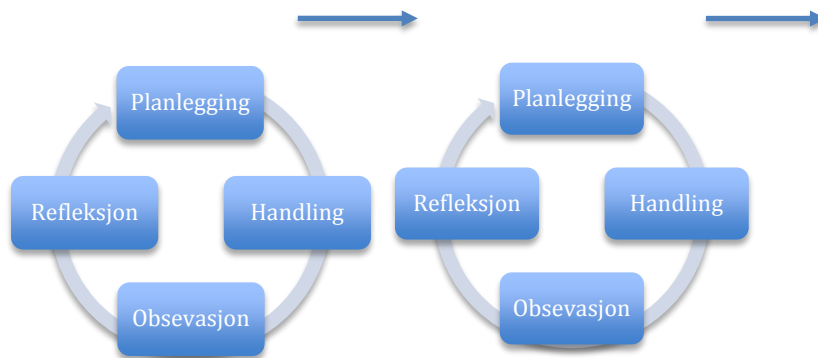 Planlegging
Handling
Obsevasjon
Refleksjon
Planlegging
Handling
Obsevasjon
Refleksjon